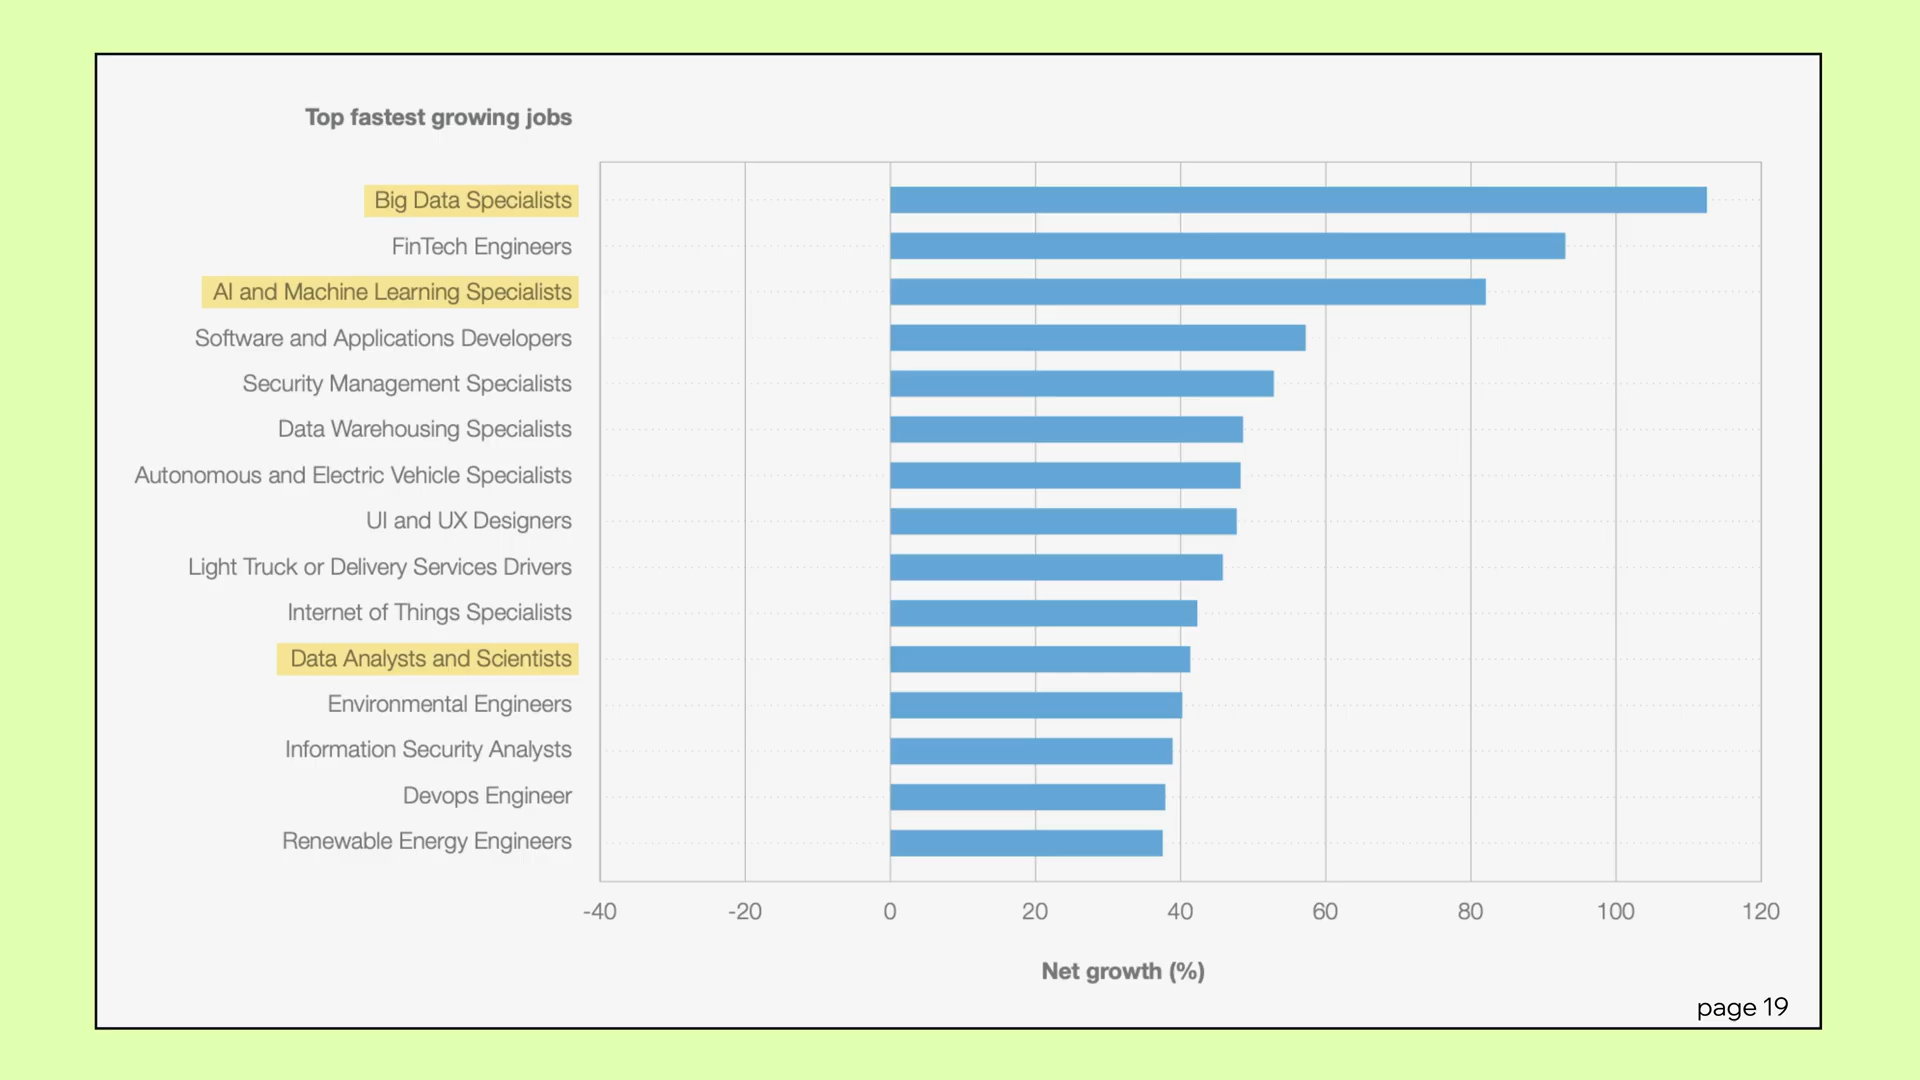 Top fastest growing jobs
Big Data Specialists
FinTech Engineers
AI and Machine Learning Specialists
Software and Applications Developers
Security Management Specialists
Data Warehousing Specialists
Autonomous and Electric Vehicle Specialists
UI and UX Designers
Light Truck or Delivery Services Drivers
Internet of Things Specialists
Data Analysts and Scientists
Environmental Engineers
Information Security Analysts
Devops Engineer
Renewable Energy Engineers
-40 -20 0 20 40 60 80 100 120
Net growth (%)
page 19